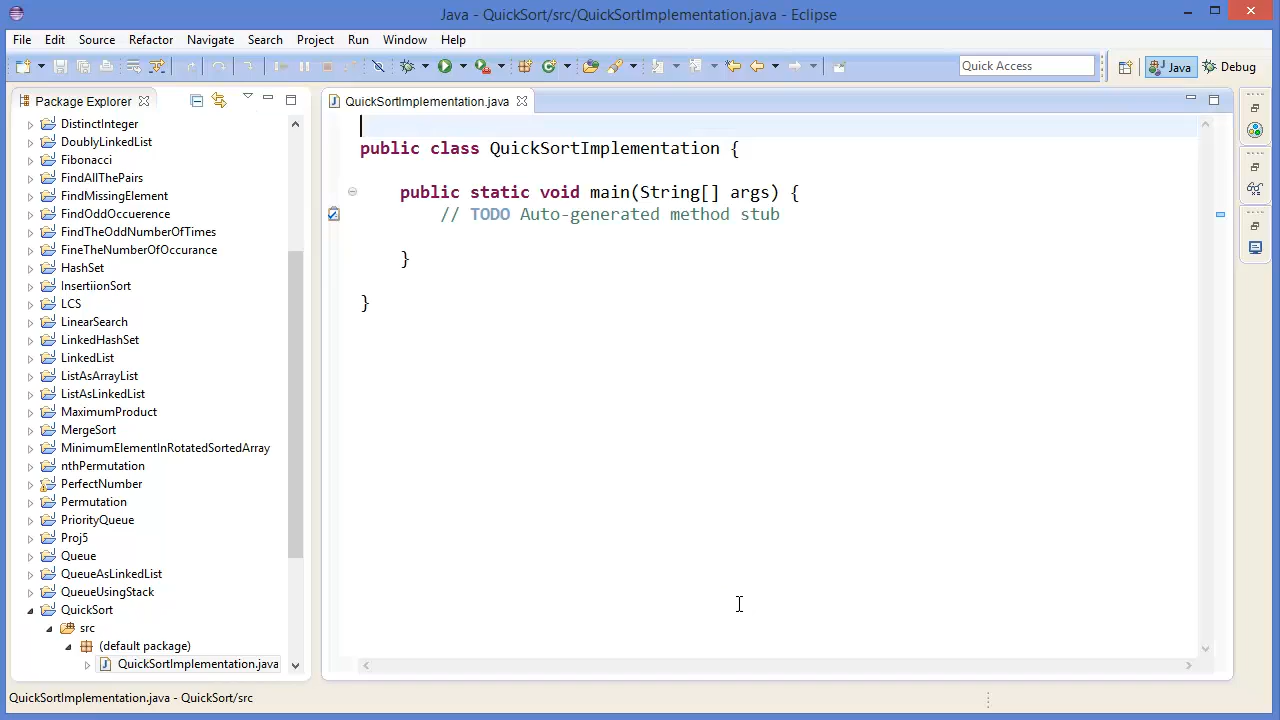 Java - QuickSort/src/QuickSortImplementation.java - Eclipse
File Edit Source Refactor Navigate Search Project Run Window Help
Quick Access
Java
Debug
Package Explorer
DistinctInteger
DoublyLinkedList
Fibonacci
FindAllThePairs
FindMissingElement
FindOddOccuerence
FindTheOddNumberOfTimes
FineTheNumberOfOccurance
HashSet
InsertiionSort
LCS
LinearSearch
LinkedHashSet
LinkedList
ListAsArrayList
ListAsLinkedList
MaximumProduct
MergeSort
MinimumElementInRotatedSortedArray
nthPermutation
PerfectNumber
Permutation
PriorityQueue
Proj5
Queue
QueueAsLinkedList
QueueUsingStack
QuickSort
src
(default package)
QuickSortImplementation.java
QuickSortImplementation.java
public class QuickSortImplementation {
public static void main(String[] args) {
// TODO Auto-generated method stub
}
}
QuickSortImplementation.java - QuickSort/src